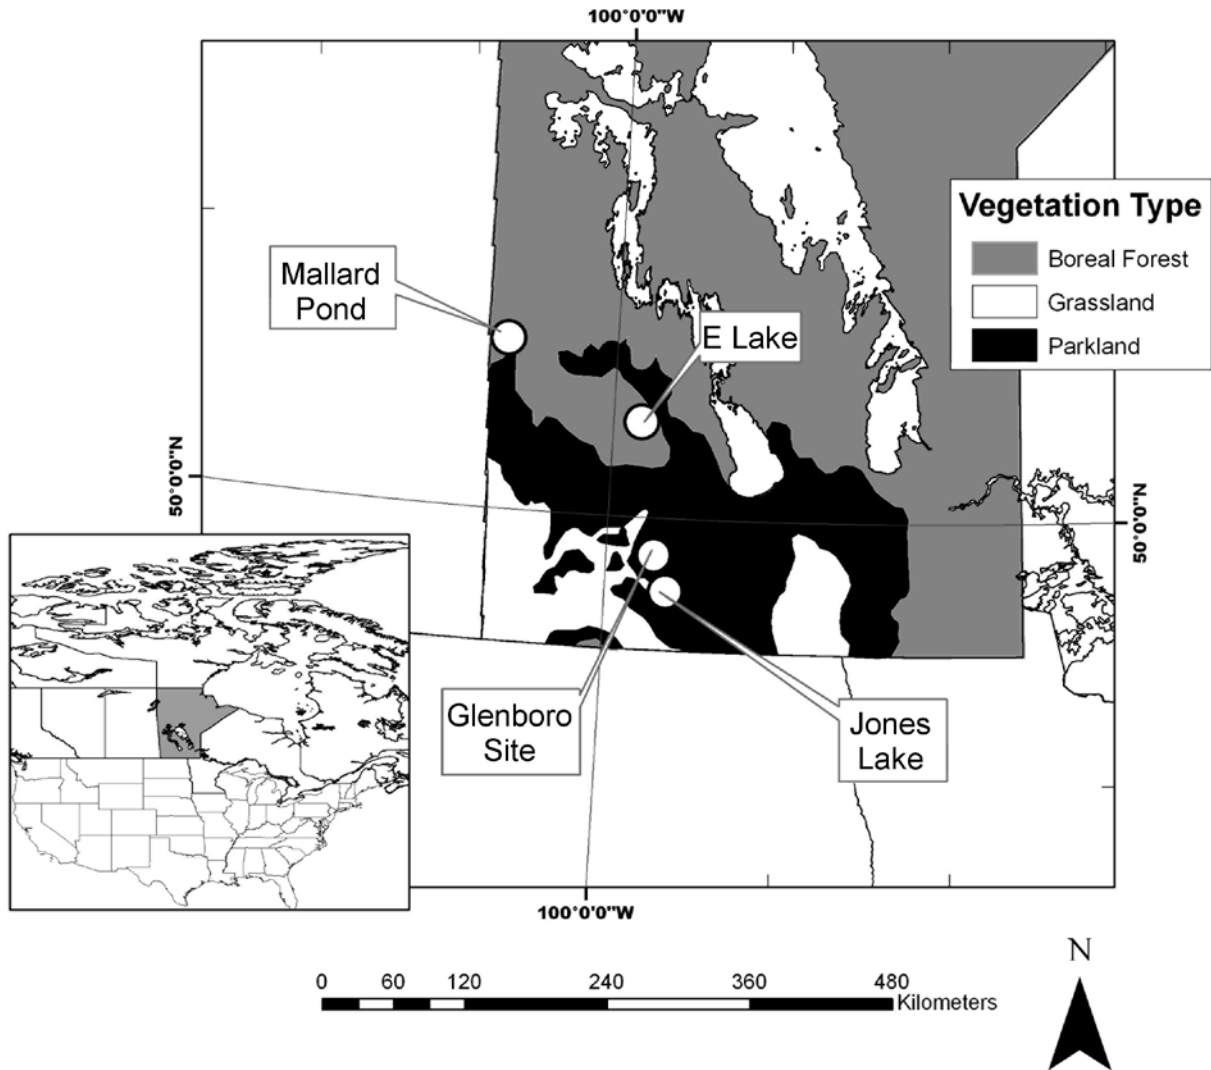 100°0'0"W
Vegetation Type
Boreal Forest
Grassland
Parkland
Mallard
Pond
E Lake
50°0'0"N
50°0'0"N
Glenboro
Site
Jones
Lake
100°0'0"W
N
0 60 120 240 360 480
Kilometers